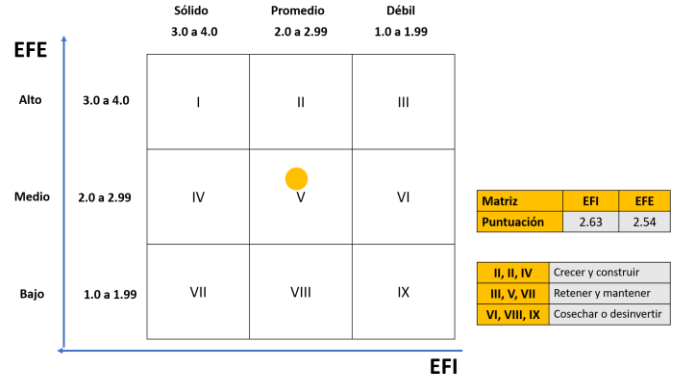 Sólido Promedio Débil
3.0 a 4.0 2.0 a 2.99 1.0 a 1.99
EFE
Alto 3.0 a 4.0 I II III
Medio 2.0 a 2.99 IV V VI
Bajo 1.0 a 1.99 VII VIII IX
EFI
Matriz EFI EFE
Puntuación 2.63 2.54
II, II, IV Crecer y construir
III, V, VII Retener y mantener
VI, VIII, IX Cosechar o desinvertir